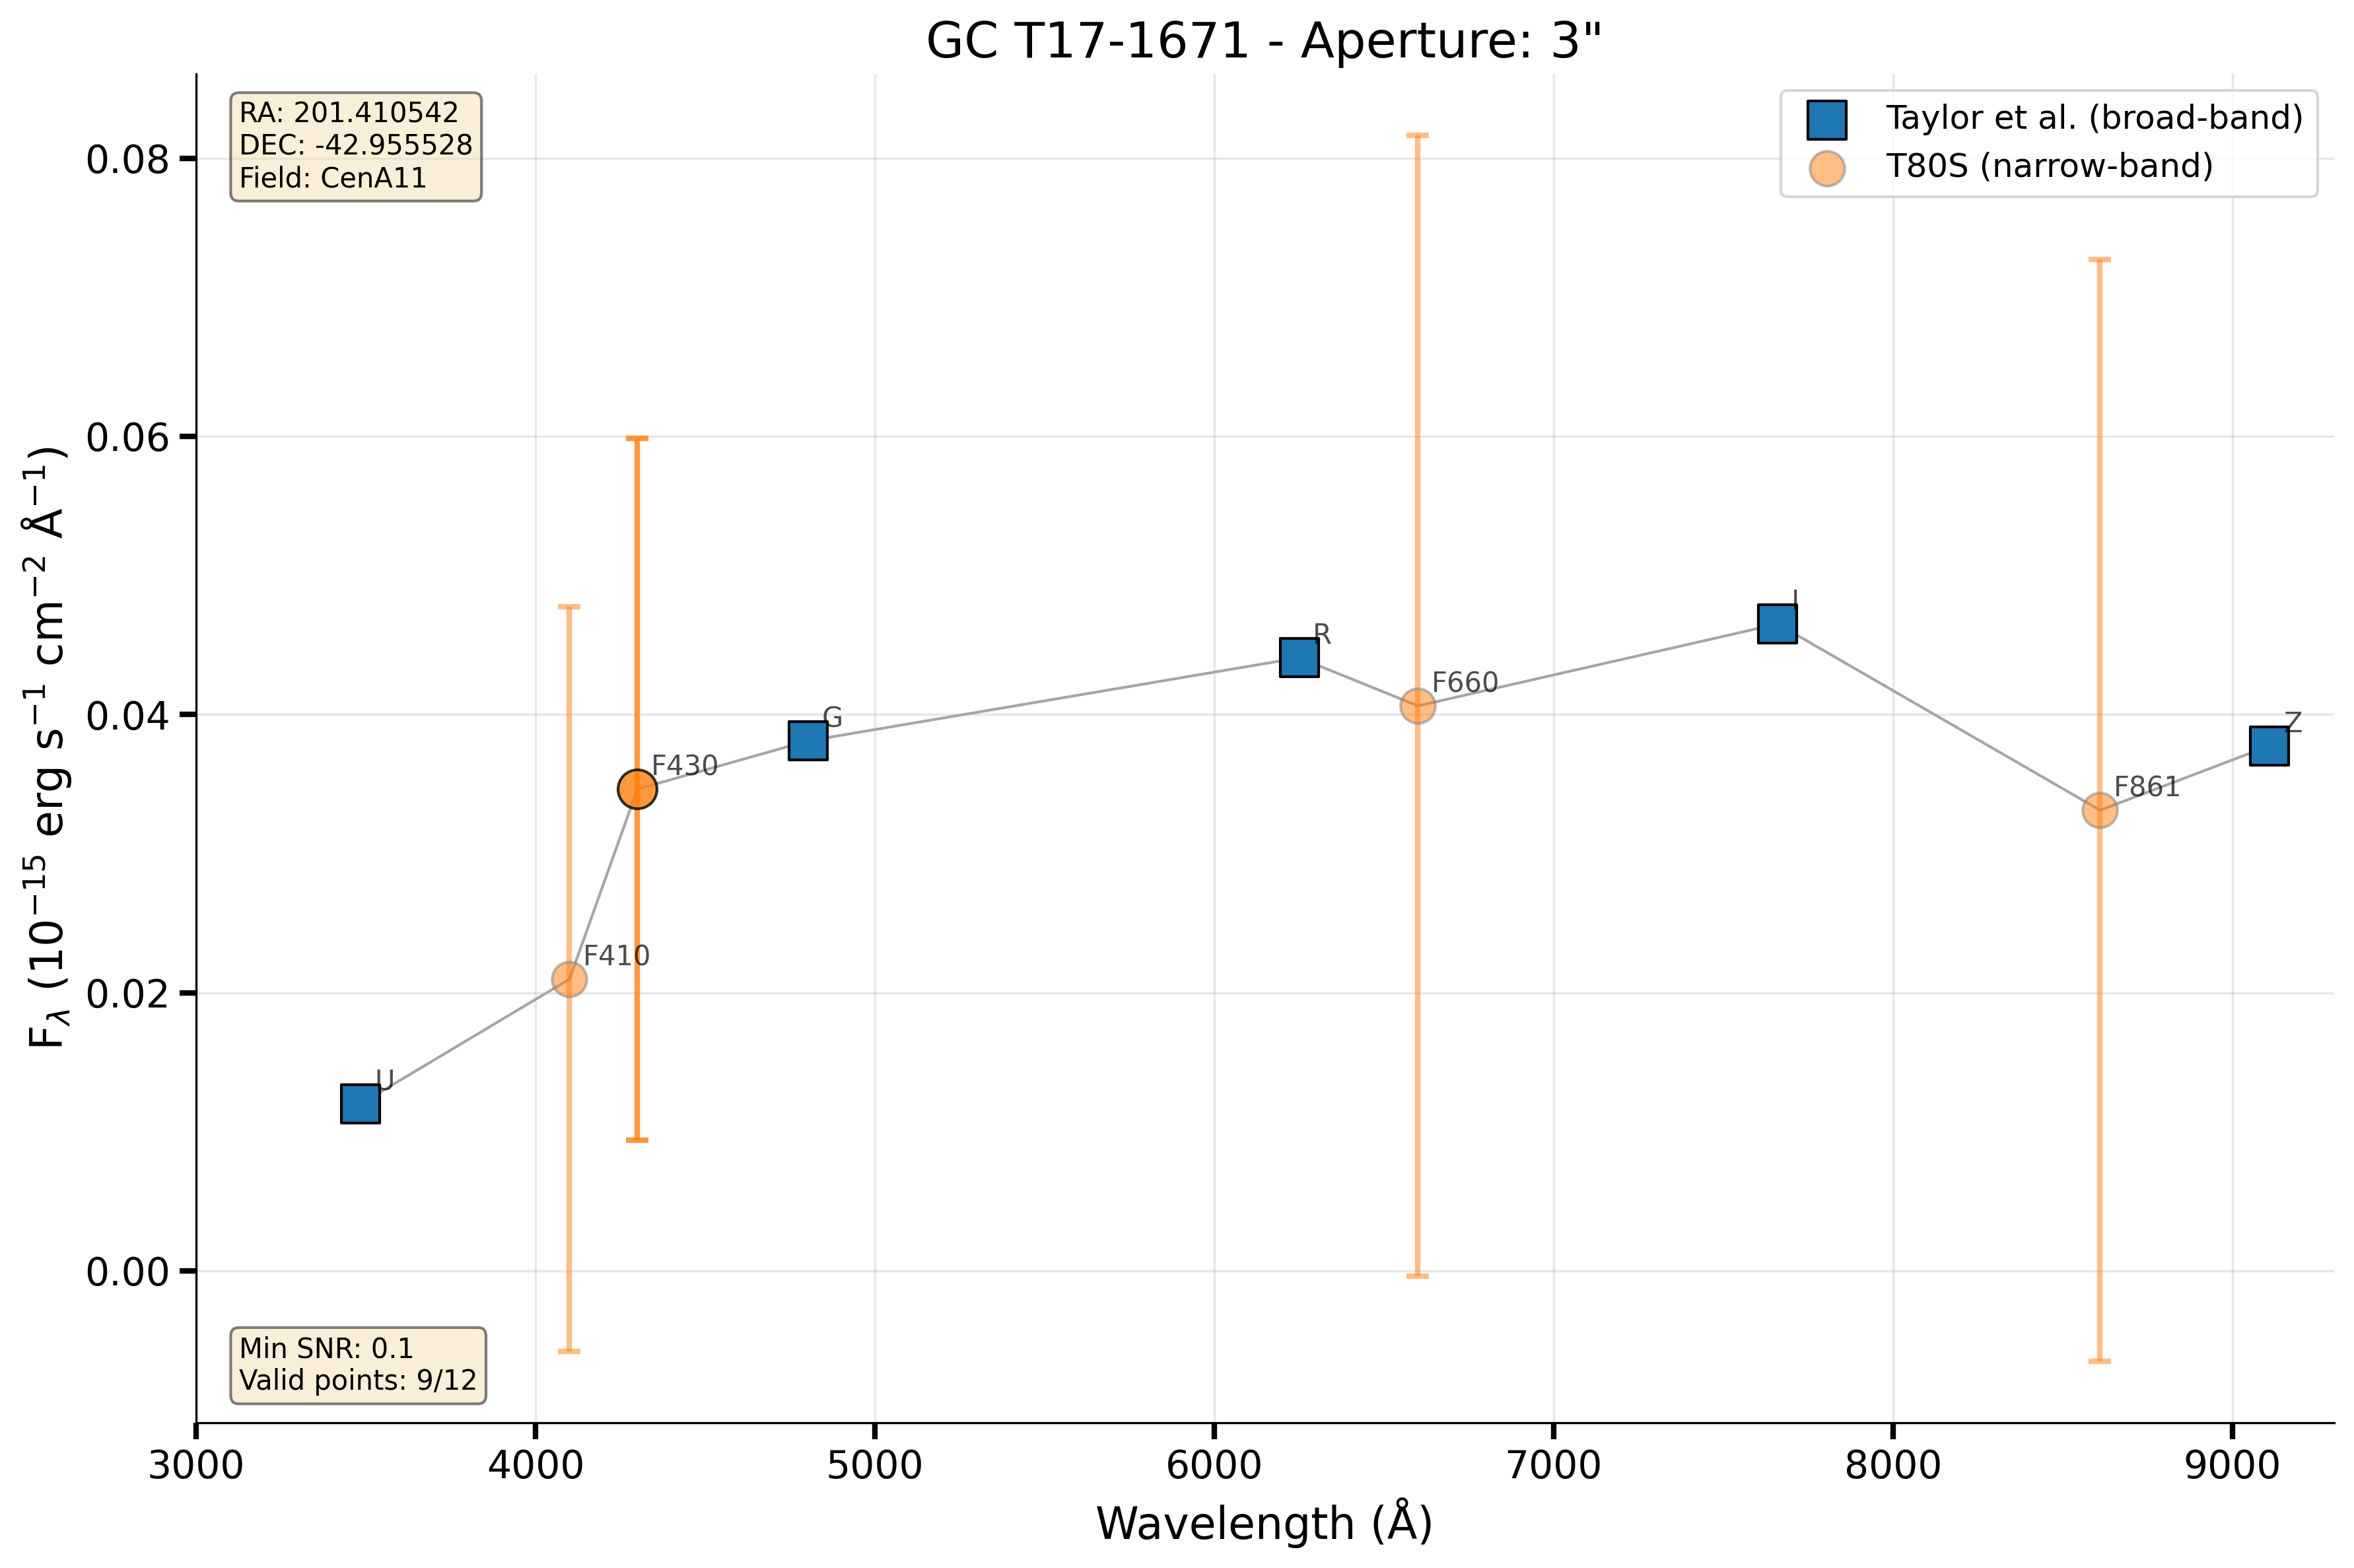 GC T17-1671 - Aperture: 3"
RA: 201.410542
DEC: -42.955528
Field: CenA11
Taylor et al. (broad-band)
T80S (narrow-band)
0.08
0.06
0.04
0.02
0.00
F_λ (10⁻¹⁵ erg s⁻¹ cm⁻² Å⁻¹)
U
F410
F430
G
R
F660
I
F861
Z
Min SNR: 0.1
Valid points: 9/12
3000 4000 5000 6000 7000 8000 9000
Wavelength (Å)